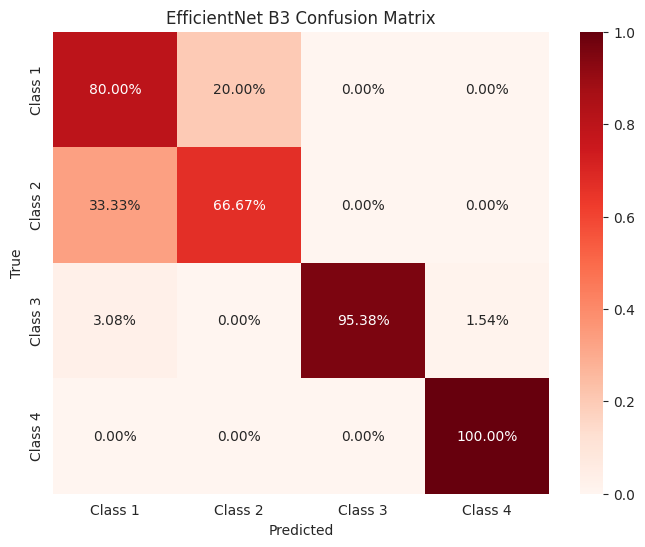 EfficientNet B3 Confusion Matrix
True
Class 1
80.00% 20.00% 0.00% 0.00%
Class 2
33.33% 66.67% 0.00% 0.00%
Class 3
3.08% 0.00% 95.38% 1.54%
Class 4
0.00% 0.00% 0.00% 100.00%
Class 1 Class 2 Class 3 Class 4
Predicted
1.0
0.8
0.6
0.4
0.2
0.0